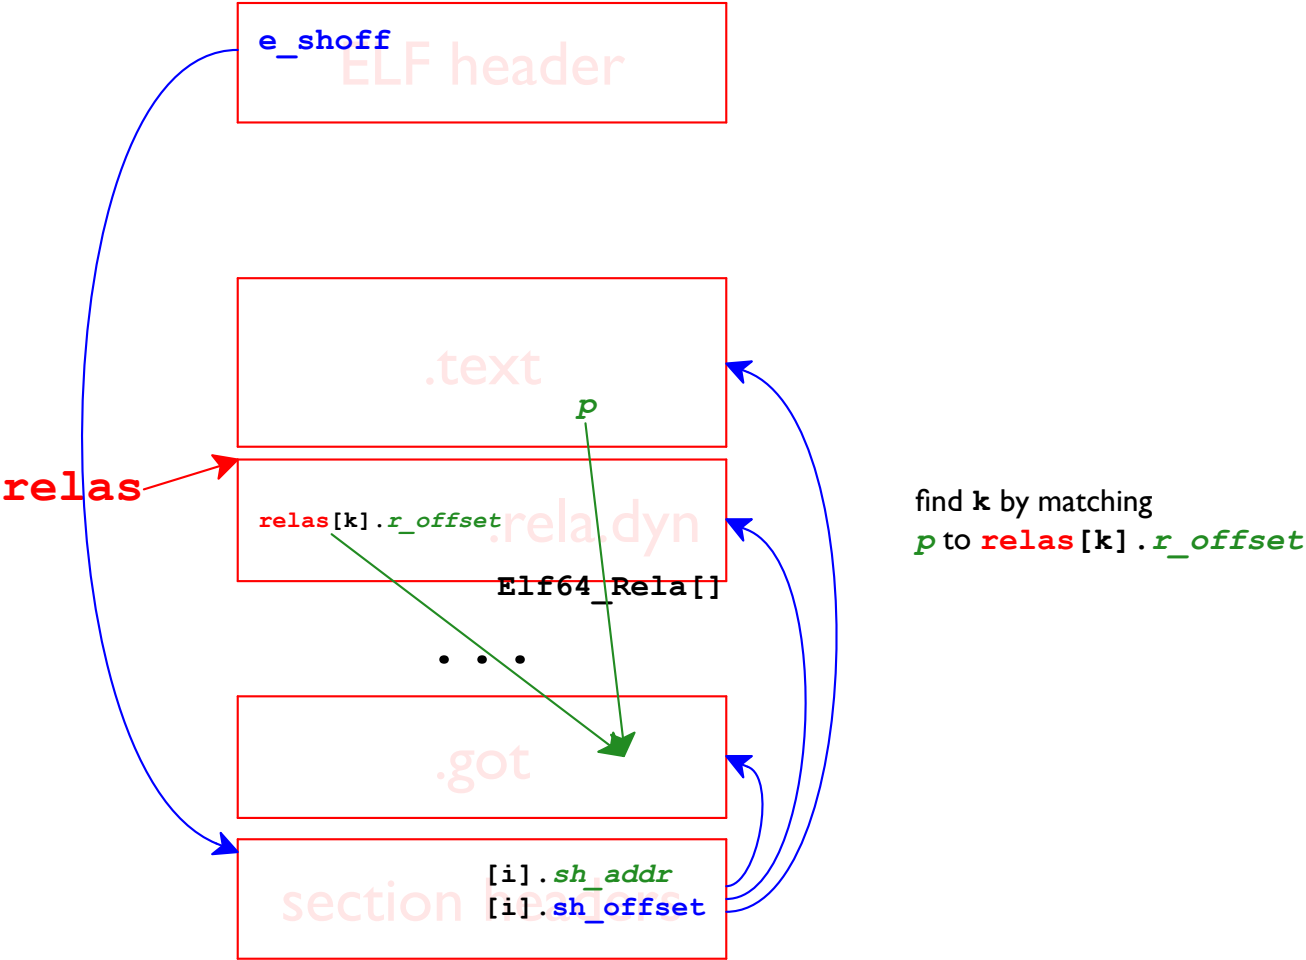 e_shoff
ELF header
.text
p
relas
relas[k].r_offset
.rela.dyn
find k by matching
p to relas[k].r_offset
Elf64_Rela[]
. . .
.got
[i].sh_addr
section headers
[i].sh_offset